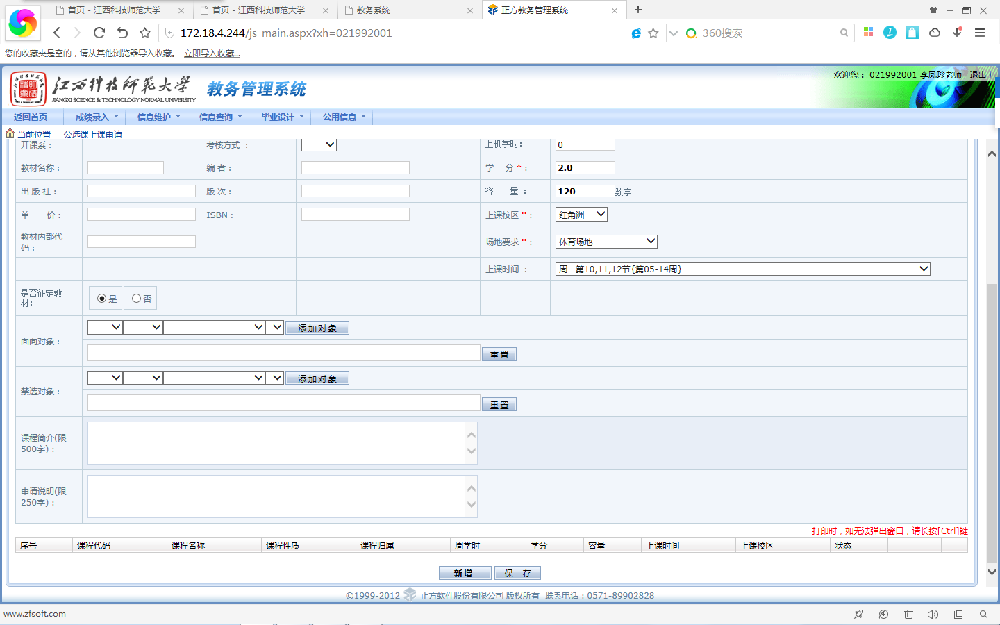 首页 - 江西科技师范大学
首页 - 江西科技师范大学
教务系统
正方教务管理系统
172.18.4.244/js_main.aspx?xh=021992001
360搜索
您的收藏夹是空的，请从其他浏览器导入收藏。 立即导入收藏...
江西科技师范大学
JIANGXI SCIENCE & TECHNOLOGY NORMAL UNIVERSITY
教务管理系统
欢迎您： 021992001 李凤珍老师 退出
返回首页 成绩录入 信息维护 信息查询 毕业设计 公用信息
当前位置 -- 公选课上课申请
开课系： 考核方式 ： 上机学时： 0
教材名称： 编 者： 学 分 *： 2.0
出 版 社： 版 次： 容 量 ： 120 数字
单 价： ISBN： 上课校区 *： 红角洲
教材内部代
码：
场地要求 *： 体育场地
上课时间 ： 周二第10,11,12节{第05-14周}
是否征定教
材：
是 否
面向对象： 添加对象
重置
禁选对象： 添加对象
重置
课程简介(限
500字)：
申请说明(限
250字)：
打印时，如无法弹出窗口，请长按[Ctrl]键
序号 课程代码 课程名称 课程性质 课程归属 周学时 学分 容量 上课时间 上课校区 状态
新增 保 存
©1999-2012 正方软件股份有限公司 版权所有 联系电话：0571-89902828
www.zfsoft.com